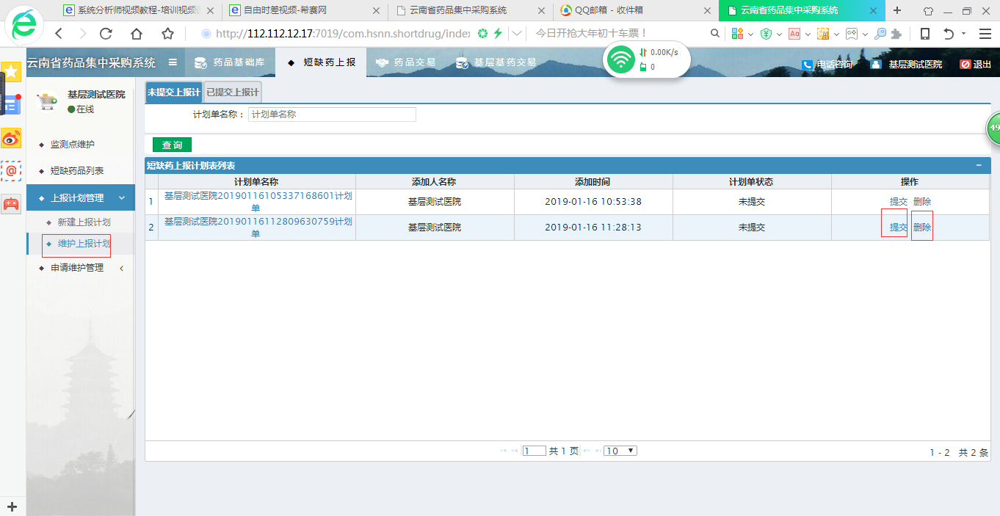 系统分析师视频教程-培训视频
自由时差视频-希赛网
云南省药品集中采购系统
QQ邮箱 - 收件箱
云南省药品集中采购系统
http://112.112.12.17:7019/com.hsnn.shortdrug/index
今日开抢大年初十车票！
云南省药品集中采购系统
药品基础库
短缺药上报
药品交易
基层基药交易
0.00K/s
0
电话咨询
基层测试医院
退出
49
基层测试医院
在线
监测点维护
短缺药品列表
上报计划管理
新建上报计划
维护上报计划
申请维护管理
未提交上报计
已提交上报计
计划单名称：
计划单名称
查 询
短缺药上报计划表列表
计划单名称 添加人名称 添加时间 计划单状态 操作
1 基层测试医院20190116105337168601计划单 基层测试医院 2019-01-16 10:53:38 未提交 提交 删除
2 基层测试医院20190116112809630759计划单 基层测试医院 2019-01-16 11:28:13 未提交 提交 删除
1 共 1 页 10
1 - 2 共 2 条